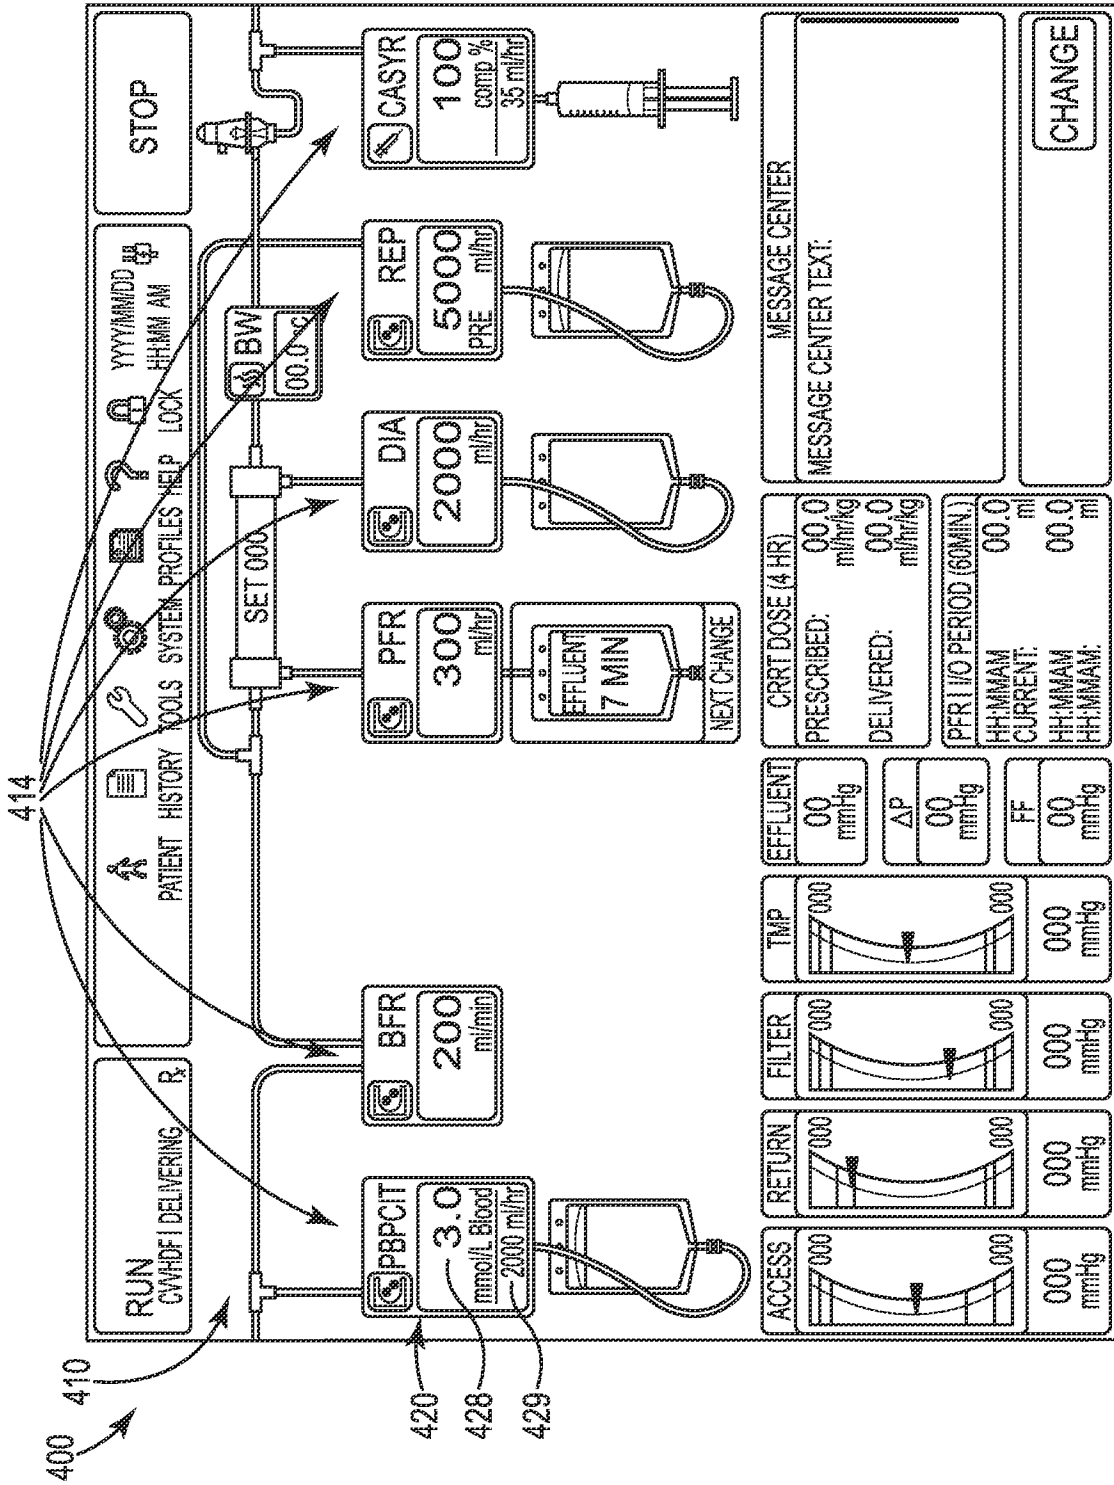 400
410
414
RUN
CVVHDF | DELIVERING Rx
PATIENT HISTORY TOOLS SYSTEM PROFILES HELP LOCK
YYYY/MM/DD
HH:MM AM
STOP
SET 000
BW
00.0°C
420
428
429
PBPCIT
3.0
mmol/L Blood
2000 ml/hr
BFR
200
ml/min
PFR
300
ml/hr
EFFLUENT
7 MIN
NEXT CHANGE
DIA
2000
ml/hr
REP
5000
PRE ml/hr
CASYR
100
comp %
35 ml/hr
ACCESS
000
000
000
mmHg
RETURN
000
000
000
mmHg
FILTER
000
000
000
mmHg
TMP
000
000
000
mmHg
EFFLUENT
00
mmHg
ΔP
00
mmHg
FF
00
mmHg
CRRT DOSE (4 HR)
PRESCRIBED: 00.0
ml/hr/kg
DELIVERED: 00.0
ml/hr/kg
PFR | I/O PERIOD (60MIN.)
HH:MMAM 00.0
CURRENT: ml
HH:MMAM 00.0
HH:MMAM: ml
MESSAGE CENTER
MESSAGE CENTER TEXT:
CHANGE